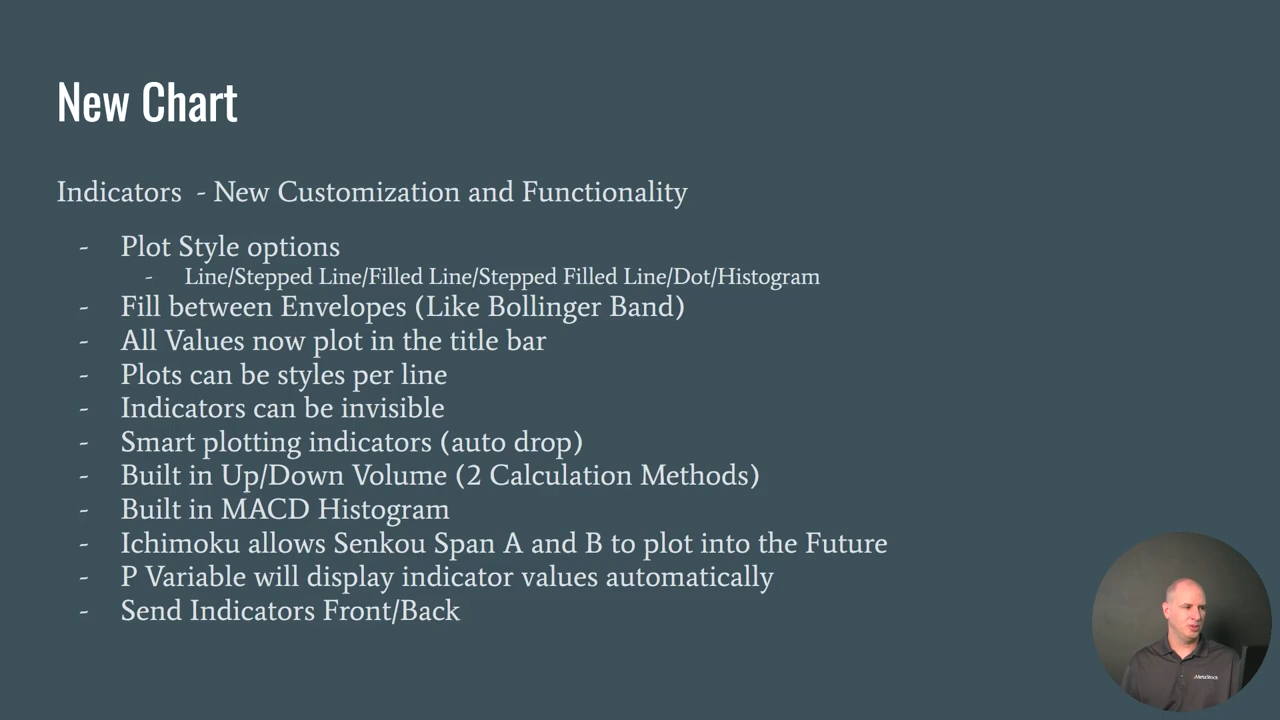 New Chart
Indicators - New Customization and Functionality
- Plot Style options
- Line/Stepped Line/Filled Line/Stepped Filled Line/Dot/Histogram
- Fill between Envelopes (Like Bollinger Band)
- All Values now plot in the title bar
- Plots can be styles per line
- Indicators can be invisible
- Smart plotting indicators (auto drop)
- Built in Up/Down Volume (2 Calculation Methods)
- Built in MACD Histogram
- Ichimoku allows Senkou Span A and B to plot into the Future
- P Variable will display indicator values automatically
- Send Indicators Front/Back
MetaStock